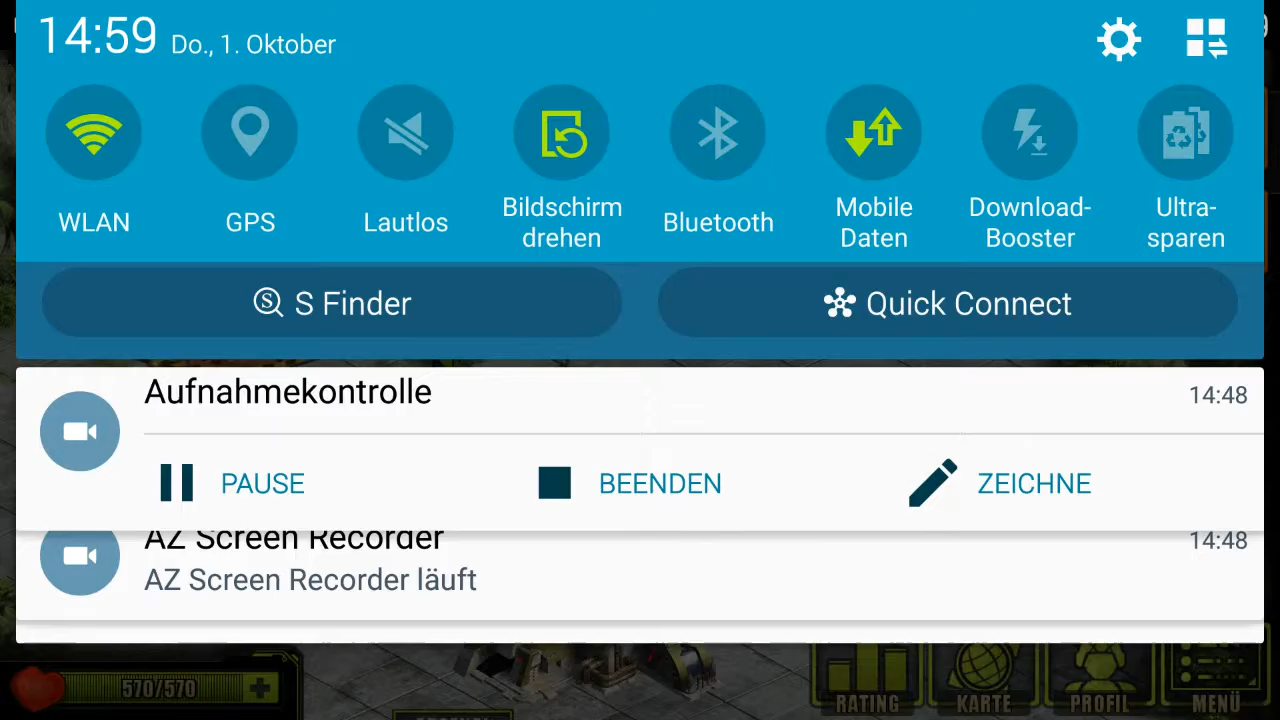 14:59 Do., 1. Oktober
WLAN
GPS
Lautlos
Bildschirm
drehen
Bluetooth
Mobile
Daten
Download-
Booster
Ultra-
sparen
S Finder
Quick Connect
Aufnahmekontrolle
14:48
PAUSE
BEENDEN
ZEICHNE
AZ Screen Recorder
14:48
AZ Screen Recorder läuft
570/570
RATING
KARTE
PROFIL
MENÜ